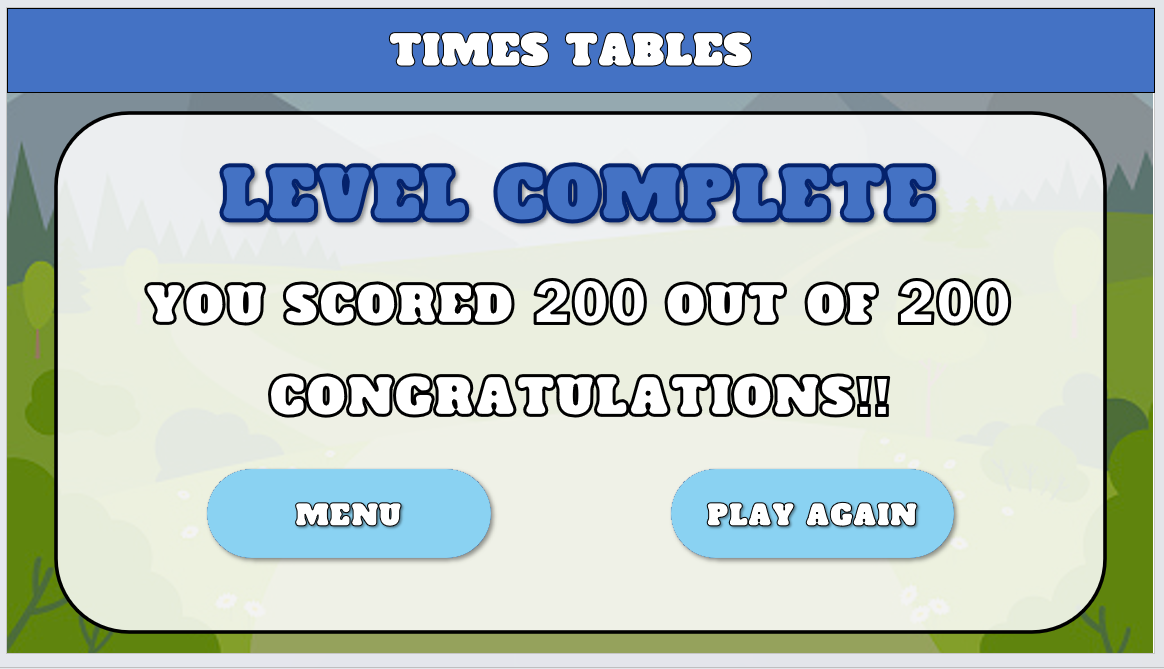 TIMES TABLES
LEVEL COMPLETE
YOU SCORED 200 OUT OF 200
CONGRATULATIONS!!
MENU
PLAY AGAIN